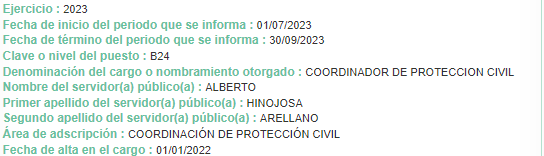 Ejercicio : 2023
Fecha de inicio del periodo que se informa : 01/07/2023
Fecha de término del periodo que se informa : 30/09/2023
Clave o nivel del puesto : B24
Denominación del cargo o nombramiento otorgado : COORDINADOR DE PROTECCION CIVIL
Nombre del servidor(a) público(a) : ALBERTO
Primer apellido del servidor(a) público(a) : HINOJOSA
Segundo apellido del servidor(a) público(a) : ARELLANO
Área de adscripción : COORDINACIÓN DE PROTECCIÓN CIVIL
Fecha de alta en el cargo : 01/01/2022